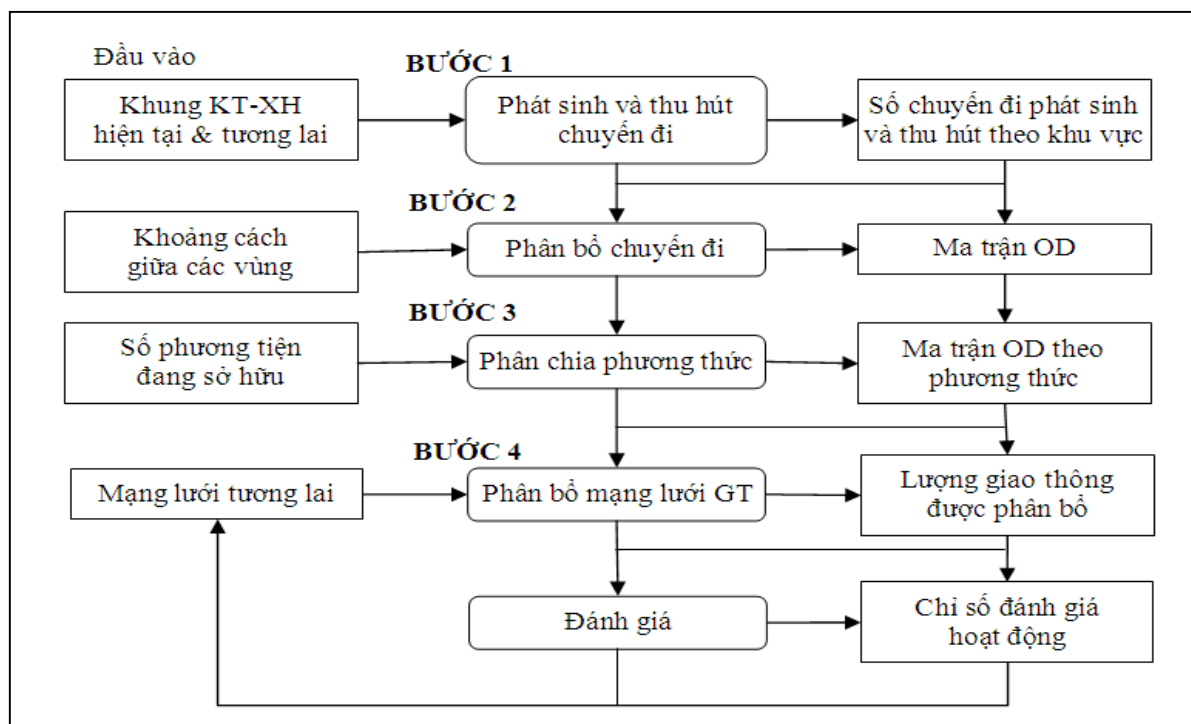 Đầu vào
BƯỚC 1
Khung KT-XH
hiện tại & tương lai
Phát sinh và thu hút
chuyến đi
Số chuyến đi phát sinh
và thu hút theo khu vực
BƯỚC 2
Khoảng cách
giữa các vùng
Phân bổ chuyến đi
Ma trận OD
BƯỚC 3
Số phương tiện
đang sở hữu
Phân chia phương thức
Ma trận OD theo
phương thức
BƯỚC 4
Mạng lưới tương lai
Phân bổ mạng lưới GT
Lượng giao thông
được phân bổ
Đánh giá
Chỉ số đánh giá
hoạt động